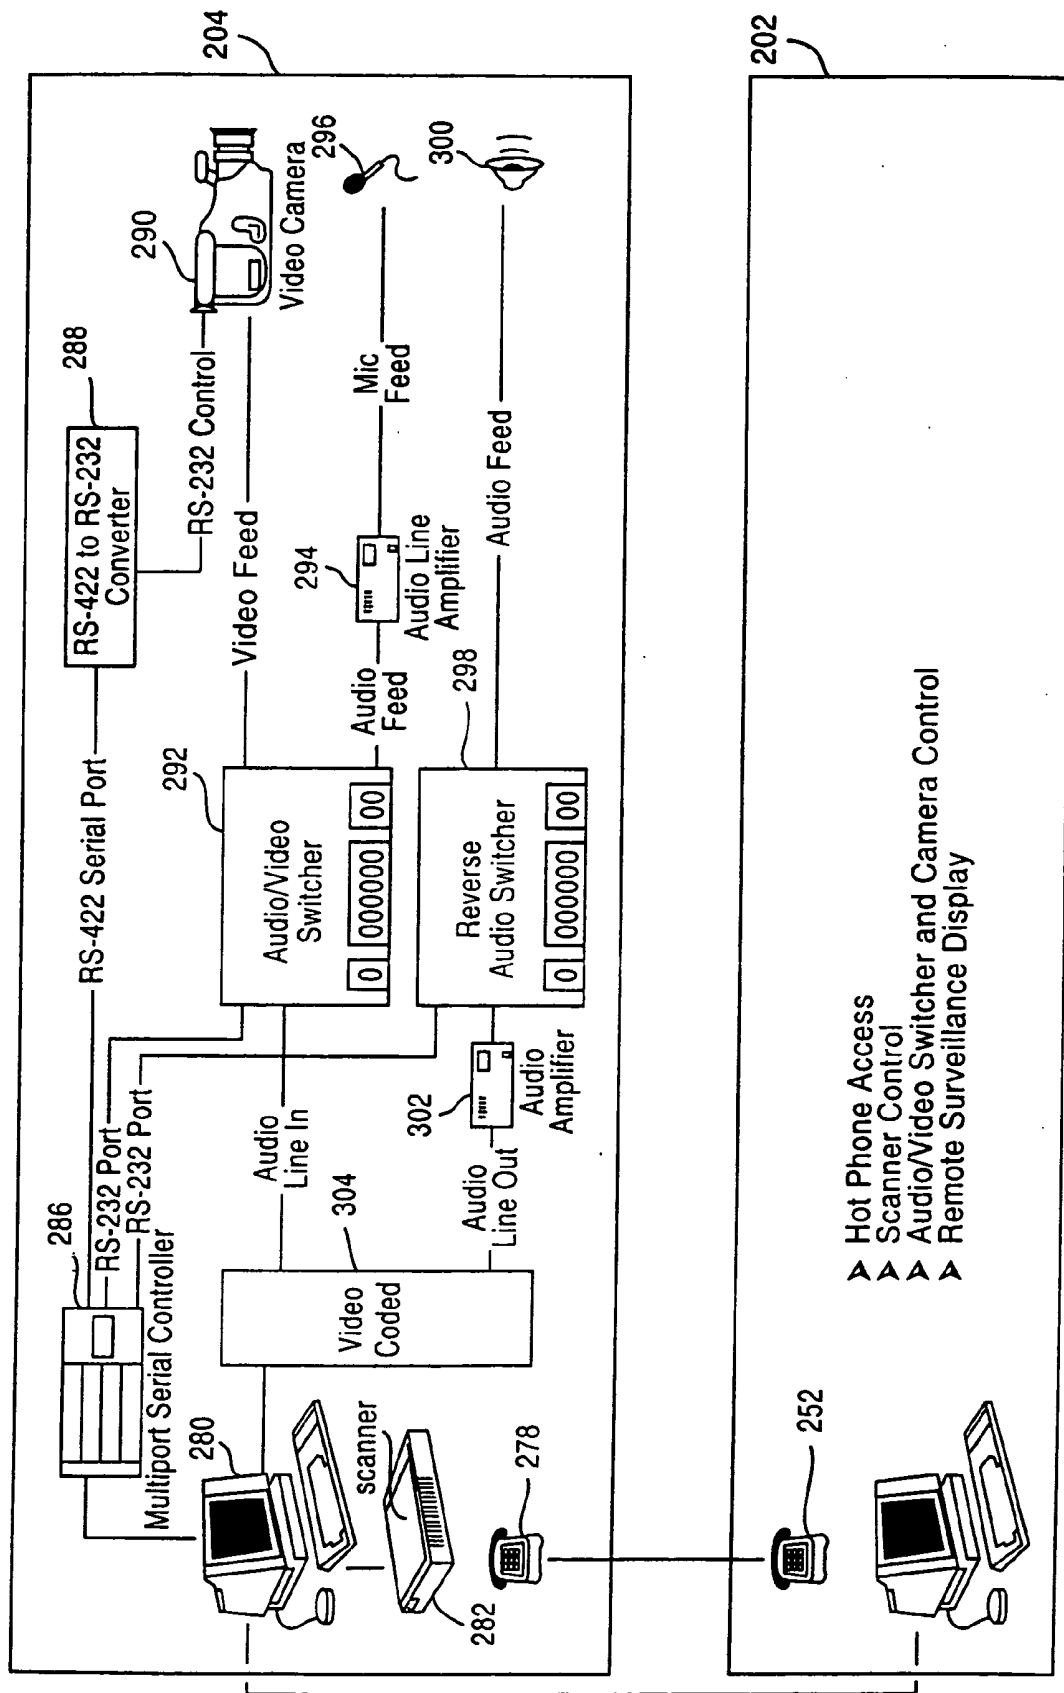 204
RS-422 to RS-232
Converter
288
290
RS-232 Control
Video Camera
Video Feed
296
Mic
Feed
294
Audio Line
Amplifier
Audio
Feed
300
Audio Feed
298
292
Audio/Video
Switcher
0 000000 00
Reverse
Audio Switcher
0 000000 00
RS-422 Serial Port
RS-232 Port
RS-232 Port
286
Multiport Serial Controller
Audio
Line In
302
Audio
Amplifier
Audio
Line Out
304
Video
Coded
280
scanner
282
278
202
252
Hot Phone Access
Scanner Control
Audio/Video Switcher and Camera Control
Remote Surveillance Display